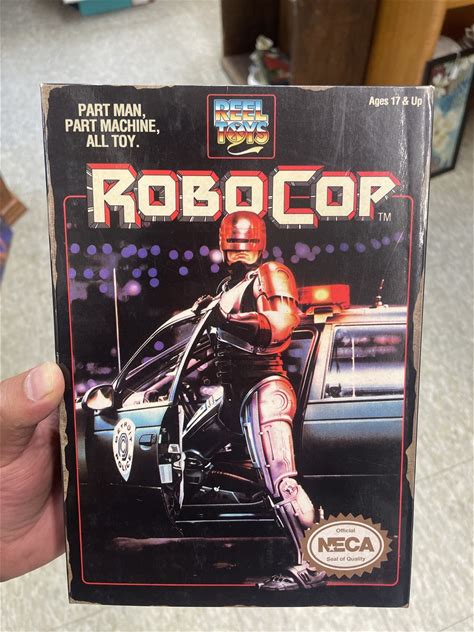 PART MAN,
PART MACHINE,
ALL TOY.
REEL
TOYS
Ages 17 & Up
ROBOCOP
TM
Official
NECA
Seal of Quality